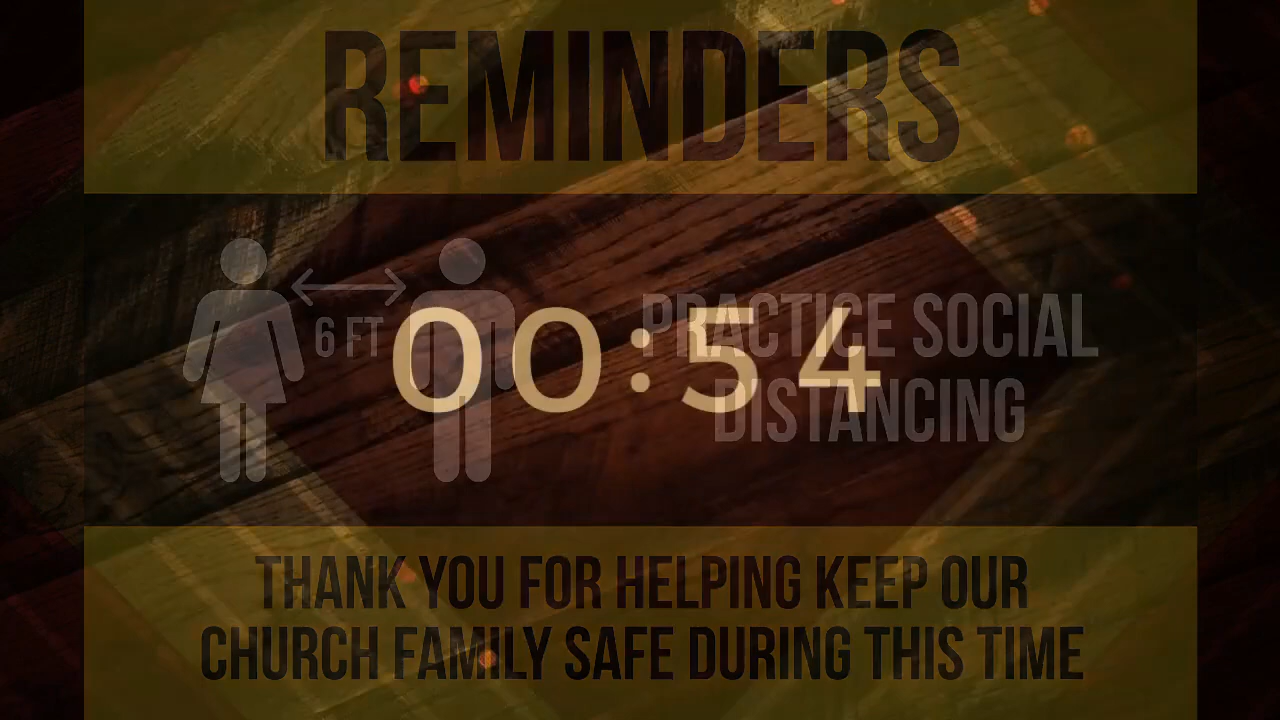 REMINDERS
6 FT
00:54
PRACTICE SOCIAL
DISTANCING
THANK YOU FOR HELPING KEEP OUR
CHURCH FAMILY SAFE DURING THIS TIME